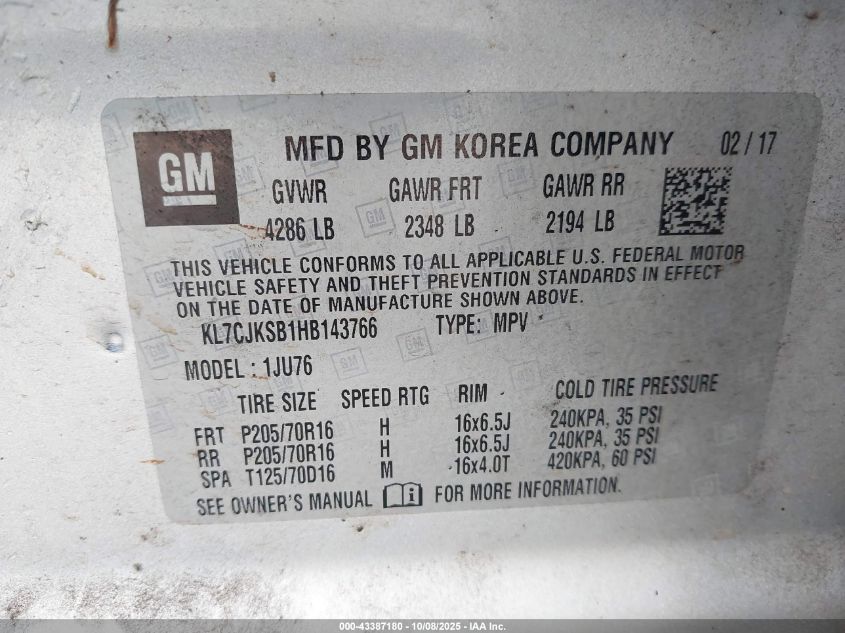 GM MFD BY GM KOREA COMPANY 02 / 17
GVWR GAWR FRT GAWR RR
4286 LB 2348 LB 2194 LB
THIS VEHICLE CONFORMS TO ALL APPLICABLE U.S. FEDERAL MOTOR
VEHICLE SAFETY AND THEFT PREVENTION STANDARDS IN EFFECT
ON THE DATE OF MANUFACTURE SHOWN ABOVE.
KL7CJKSB1HB143766 TYPE: MPV
MODEL : 1JU76
TIRE SIZE SPEED RTG RIM COLD TIRE PRESSURE
FRT P205/70R16 H 16x6.5J 240KPA, 35 PSI
RR P205/70R16 H 16x6.5J 240KPA, 35 PSI
SPA T125/70D16 M 16x4.0T 420KPA, 60 PSI
SEE OWNER'S MANUAL FOR MORE INFORMATION.
000-43387180 - 10/08/2025 - IAA Inc.